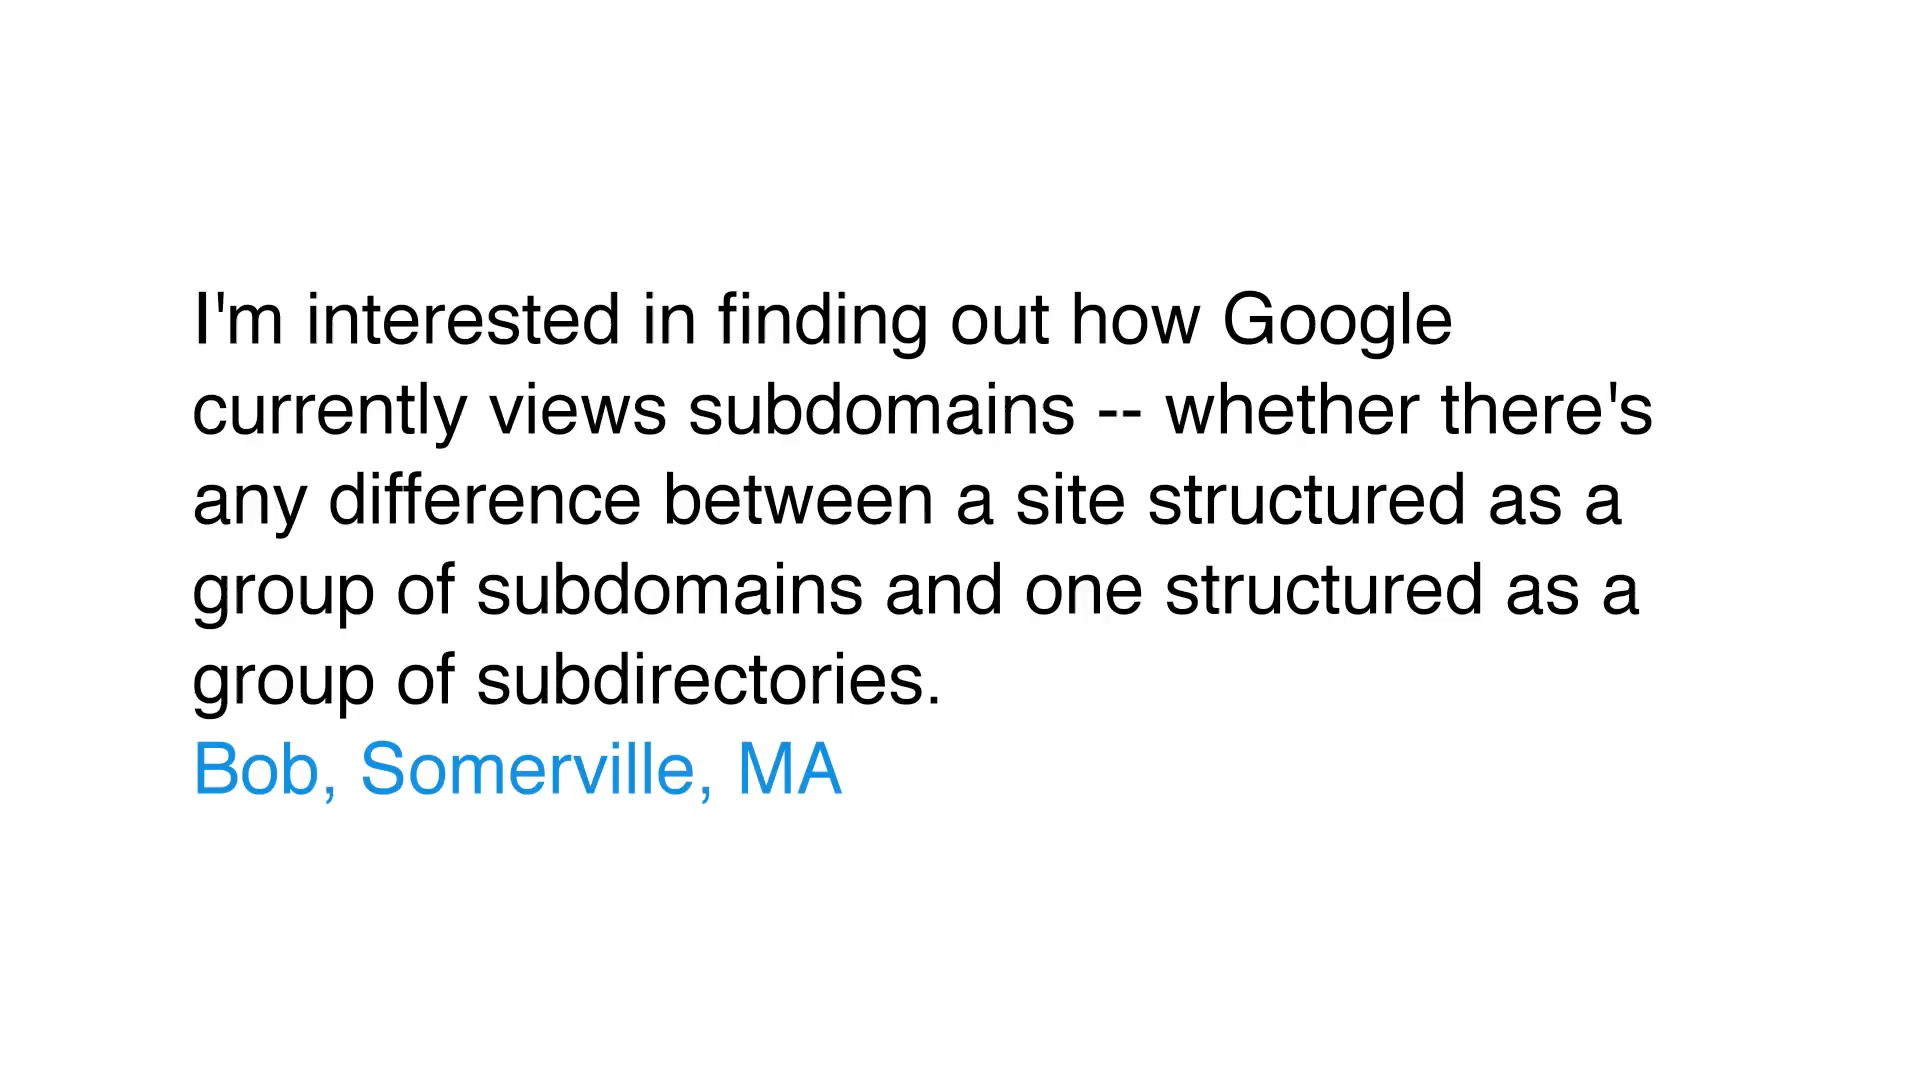 I'm interested in finding out how Google
currently views subdomains -- whether there's
any difference between a site structured as a
group of subdomains and one structured as a
group of subdirectories.
Bob, Somerville, MA